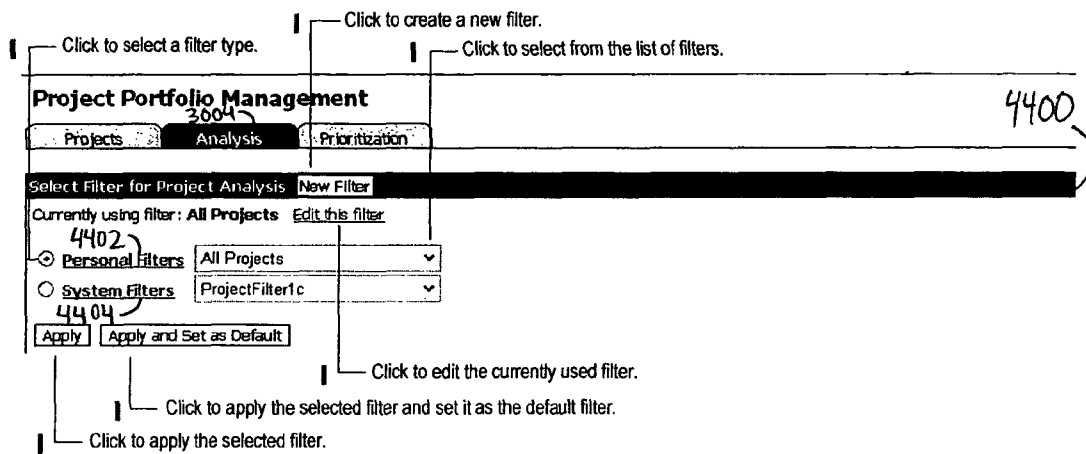 Click to create a new filter.
Click to select a filter type.
Click to select from the list of filters.
Project Portfolio Management
4400
3004
Projects Analysis Prioritization
Select Filter for Project Analysis New Filter
Currently using filter: All Projects Edit this filter
4402
Personal Filters All Projects
System Filters ProjectFilter1c
4404
Apply Apply and Set as Default
Click to edit the currently used filter.
Click to apply the selected filter and set it as the default filter.
Click to apply the selected filter.